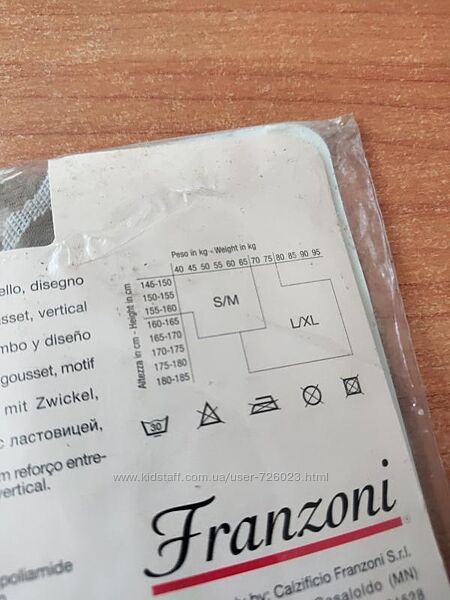 Peso in kg - Weight in kg
40 45 50 55 60 65 70 75 80 85 90 95
Altezza in cm - Height in cm
146-150
150-155
155-160
160-165
165-170
170-175
175-180
180-185
S/M
L/XL
ello, disegno
sset, vertical
mbo y diseño
gousset, motif
mit Zwickel,
с ластовицей,
m reforço entre-
vertical.
30
www.kidstaff.com.ua/user-726023.html
Franzoni
®
poliamide
by: Calzificio Franzoni S.r.l.
Casaloldo (MN)